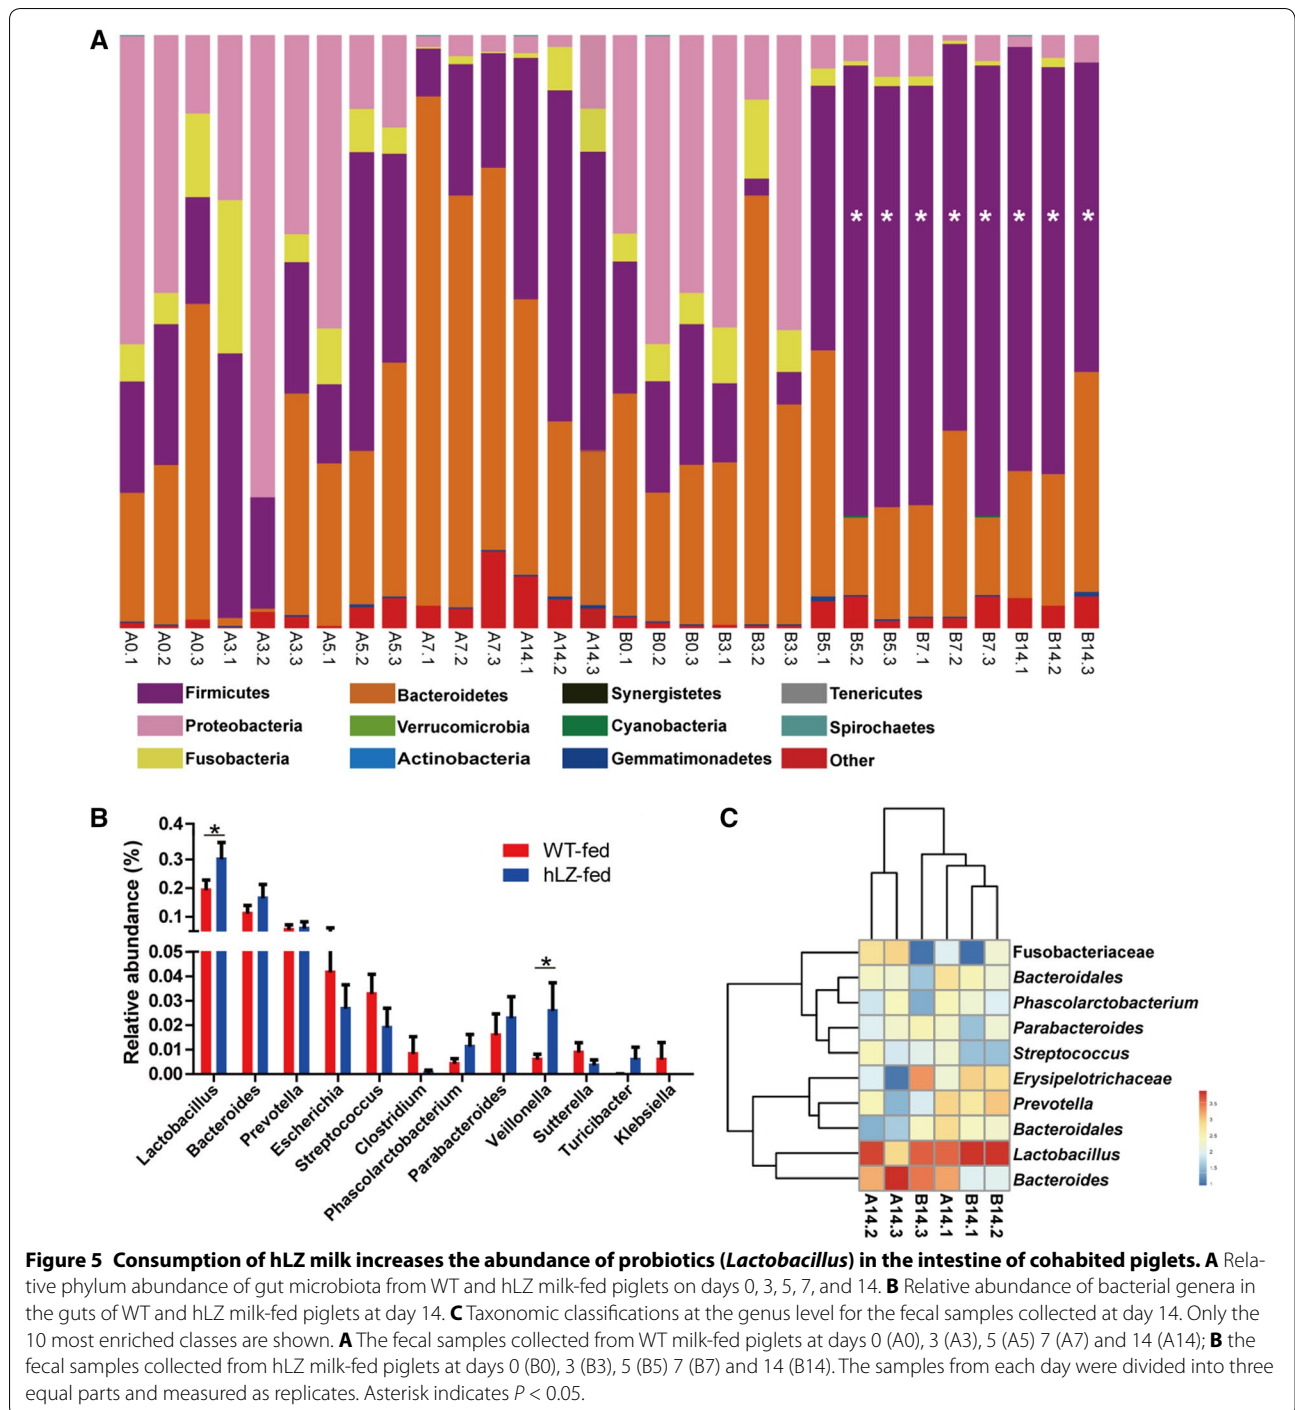 A
* * * * * * * *
A0.1 A0.2 A0.3 A3.1 A3.2 A3.3 A5.1 A5.2 A5.3 A7.1 A7.2 A7.3 A14.1 A14.2 A14.3 B0.1 B0.2 B0.3 B3.1 B3.2 B3.3 B5.1 B5.2 B5.3 B7.1 B7.2 B7.3 B14.1 B14.2 B14.3
Firmicutes Bacteroidetes Synergistetes Tenericutes
Proteobacteria Verrucomicrobia Cyanobacteria Spirochaetes
Fusobacteria Actinobacteria Gemmatimonadetes Other
B
Relative abundance (%)
0.4
0.3
0.2
0.1
0.05
0.04
0.03
0.02
0.01
0.00
*
*
WT-fed
hLZ-fed
Lactobacillus Bacteroides Prevotella Escherichia Streptococcus Clostridium Phascolarctobacterium Parabacteroides Veillonella Sutterella Turicibacter Klebsiella
C
Fusobacteriaceae
Bacteroidales
Phascolarctobacterium
Parabacteroides
Streptococcus
Erysipelotrichaceae
Prevotella
Bacteroidales
Lactobacillus
Bacteroides
A14.2 A14.3 B14.3 A14.1 B14.1 B14.2
3.5
3
2.5
2
1.5
1
Figure 5 Consumption of hLZ milk increases the abundance of probiotics (Lactobacillus) in the intestine of cohabited piglets. A Rela-
tive phylum abundance of gut microbiota from WT and hLZ milk-fed piglets on days 0, 3, 5, 7, and 14. B Relative abundance of bacterial genera in
the guts of WT and hLZ milk-fed piglets at day 14. C Taxonomic classifications at the genus level for the fecal samples collected at day 14. Only the
10 most enriched classes are shown. A The fecal samples collected from WT milk-fed piglets at days 0 (A0), 3 (A3), 5 (A5) 7 (A7) and 14 (A14); B the
fecal samples collected from hLZ milk-fed piglets at days 0 (B0), 3 (B3), 5 (B5) 7 (B7) and 14 (B14). The samples from each day were divided into three
equal parts and measured as replicates. Asterisk indicates P < 0.05.